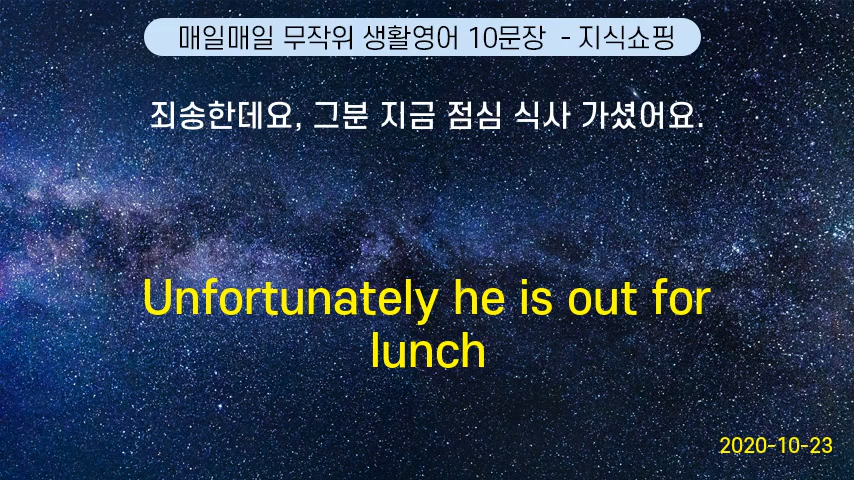 매일매일 무작위 생활영어 10문장 - 지식쇼핑
죄송한데요, 그분 지금 점심 식사 가셨어요.
Unfortunately he is out for
lunch
2020-10-23